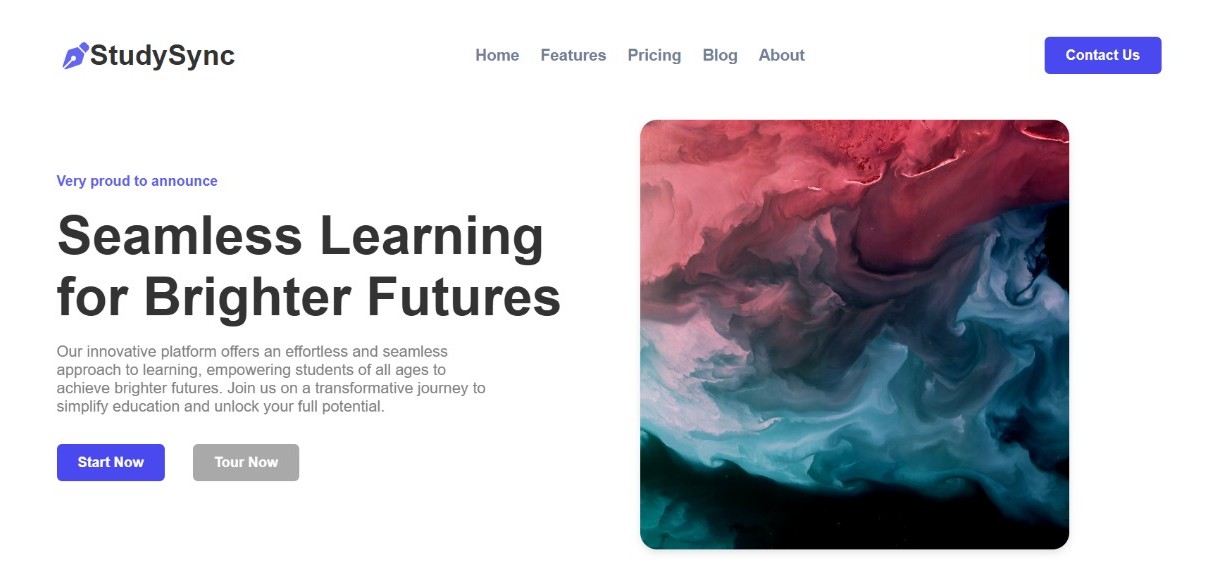 StudySync
Home Features Pricing Blog About
Contact Us
Very proud to announce
Seamless Learning
for Brighter Futures
Our innovative platform offers an effortless and seamless
approach to learning, empowering students of all ages to
achieve brighter futures. Join us on a transformative journey to
simplify education and unlock your full potential.
Start Now Tour Now